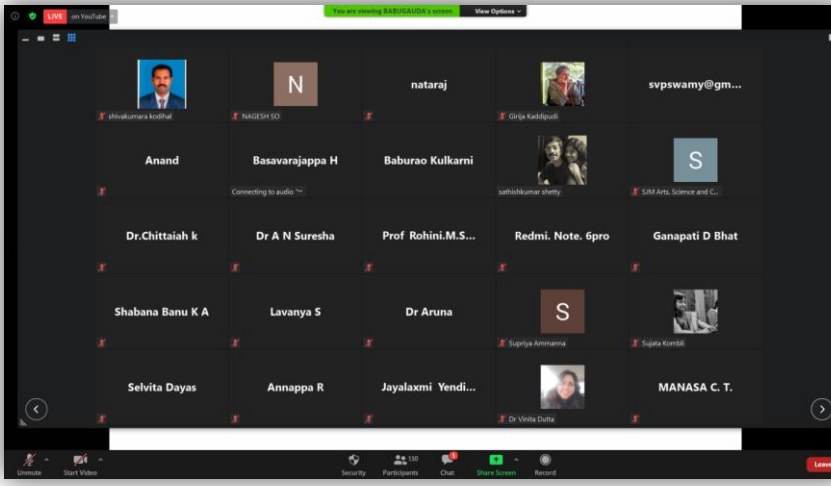 LIVE on YouTube
You are viewing BABUGAUDA's screen View Options
shivakumara kodihal
N
NAGESH SO
nataraj
Girija Kaddipudi
svpswamy@gm...
Anand
Basavarajappa H
Connecting to audio
Baburao Kulkarni
sathishkumar shetty
S
SJM Arts, Science and C...
Dr.Chittaiah k
Dr A N Suresha
Prof Rohini.M.S...
Redmi. Note. 6pro
Ganapati D Bhat
Shabana Banu K A
Lavanya S
Dr Aruna
S
Supriya Ammanna
Sujata Kombli
Selvita Dayas
Annappa R
Jayalaxmi Yendi...
Dr Vinita Dutta
MANASA C. T.
Unmute Start Video Security Participants 130 Chat 1 Share Screen Record Leave